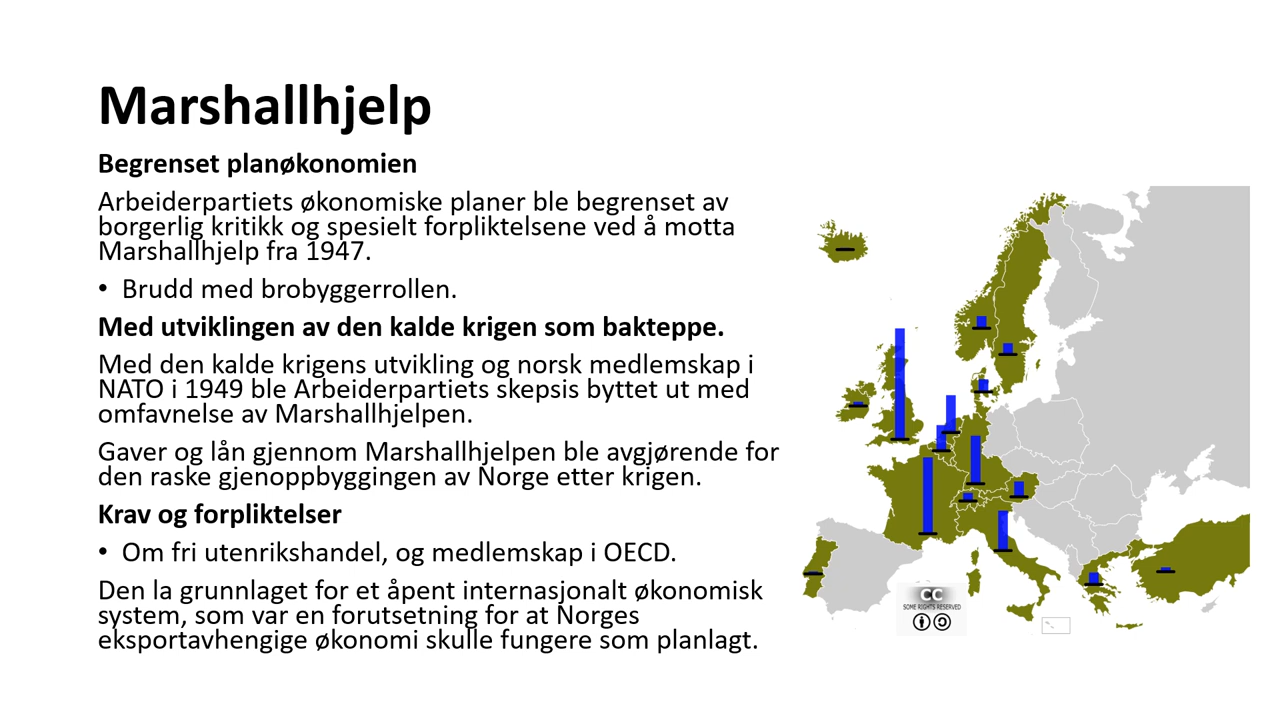 Marshallhjelp
Begrenset planøkonomien
Arbeiderpartiets økonomiske planer ble begrenset av
borgerlig kritikk og spesielt forpliktelsene ved å motta
Marshallhjelp fra 1947.
• Brudd med brobyggerrollen.
Med utviklingen av den kalde krigen som bakteppe.
Med den kalde krigens utvikling og norsk medlemskap i
NATO i 1949 ble Arbeiderpartiets skepsis byttet ut med
omfavnelse av Marshallhjelpen.
Gaver og lån gjennom Marshallhjelpen ble avgjørende for
den raske gjenoppbyggingen av Norge etter krigen.
Krav og forpliktelser
• Om fri utenrikshandel, og medlemskap i OECD.
Den la grunnlaget for et åpent internasjonalt økonomisk
system, som var en forutsetning for at Norges
eksportavhengige økonomi skulle fungere som planlagt.
CC
SOME RIGHTS RESERVED